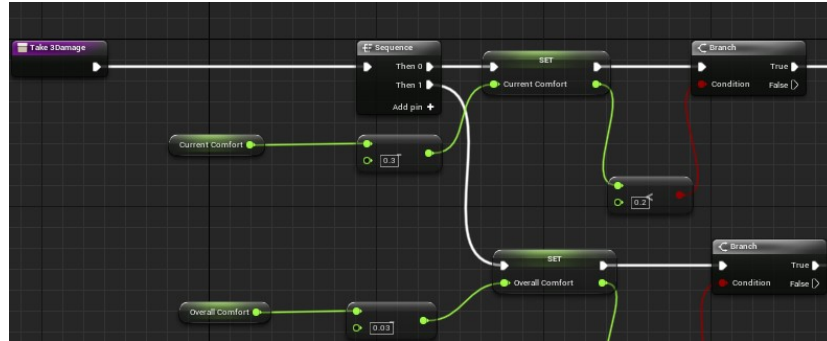 Take 3Damage
Sequence
Then 0
Then 1
Add pin +
SET
Current Comfort
Branch
True
Condition
False
Current Comfort
0.3
-
0.2
<
SET
Overall Comfort
Branch
True
Condition
False
Overall Comfort
0.03
-